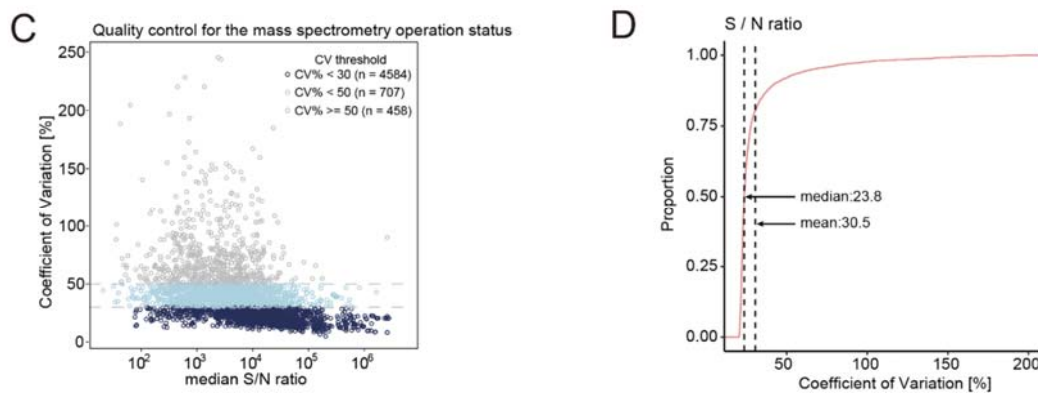 C
Quality control for the mass spectrometry operation status
CV threshold
CV% < 30 (n = 4584)
CV% < 50 (n = 707)
CV% >= 50 (n = 458)
Coefficient of Variation [%]
250
200
150
100
50
0
10²
10³
10⁴
10⁵
10⁶
median S/N ratio
D
S / N ratio
Proportion
1.00
0.75
0.50
0.25
0.00
median:23.8
mean:30.5
50
100
150
200
Coefficient of Variation [%]